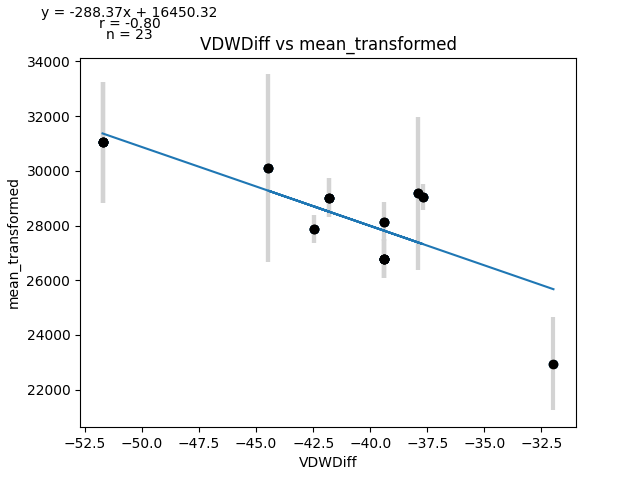 y = -288.37x + 16450.32
r = -0.80
n = 23
VDWDiff vs mean_transformed
34000
32000
30000
28000
26000
24000
22000
mean_transformed
−52.5 −50.0 −47.5 −45.0 −42.5 −40.0 −37.5 −35.0 −32.5
VDWDiff